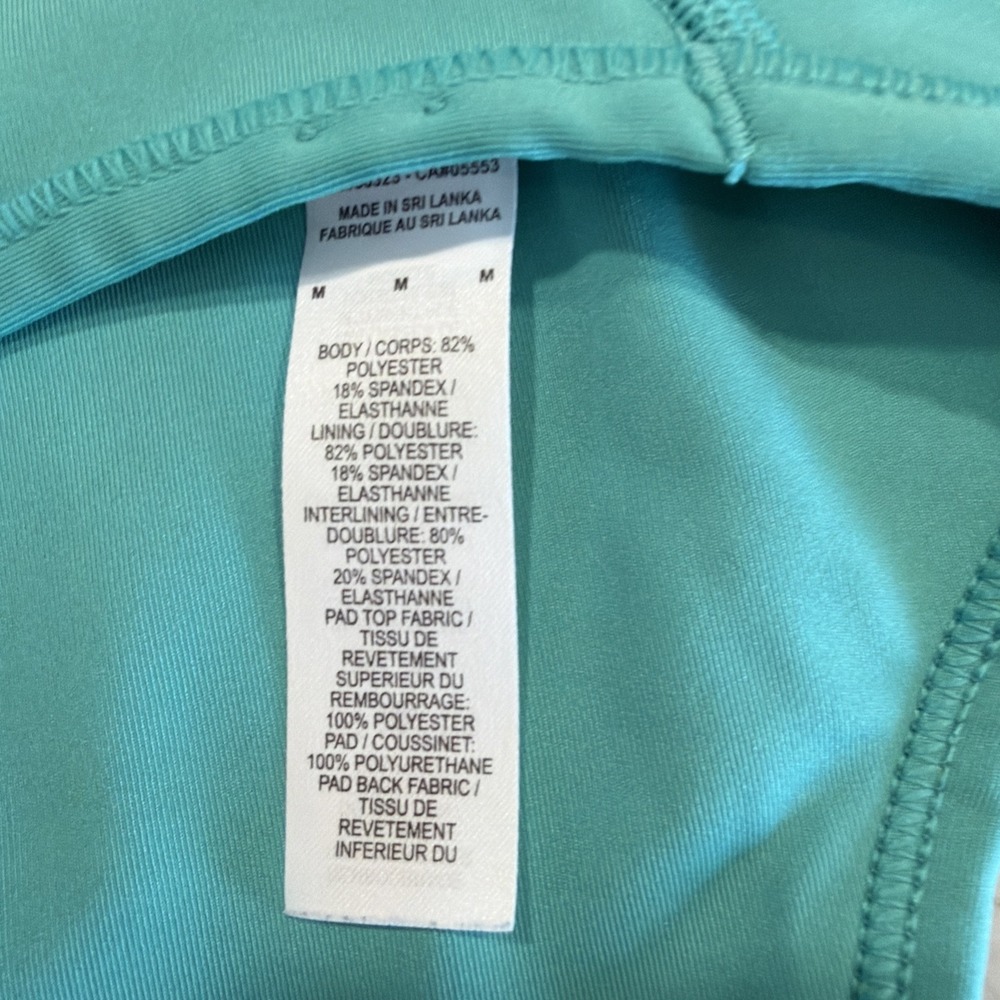 CA#05553
MADE IN SRI LANKA
FABRIQUE AU SRI LANKA
M M M
BODY / CORPS: 82%
POLYESTER
18% SPANDEX /
ELASTHANNE
LINING / DOUBLURE:
82% POLYESTER
18% SPANDEX /
ELASTHANNE
INTERLINING / ENTRE-
DOUBLURE: 80%
POLYESTER
20% SPANDEX /
ELASTHANNE
PAD TOP FABRIC /
TISSU DE
REVETEMENT
SUPERIEUR DU
REMBOURRAGE:
100% POLYESTER
PAD / COUSSINET:
100% POLYURETHANE
PAD BACK FABRIC /
TISSU DE
REVETEMENT
INFERIEUR DU